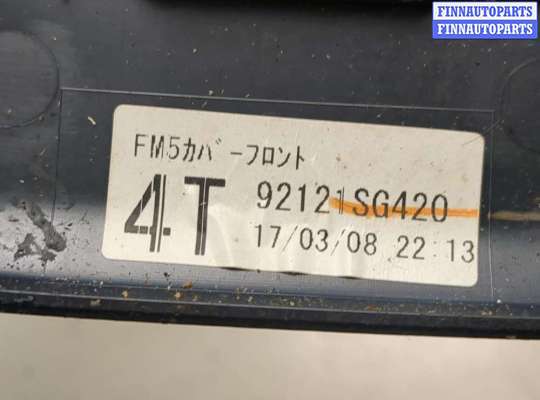 FINNAUTOPARTS
FINNAUTOPARTS
FM5カバーフロント
4T 92121SG420
17/03/08 22:13